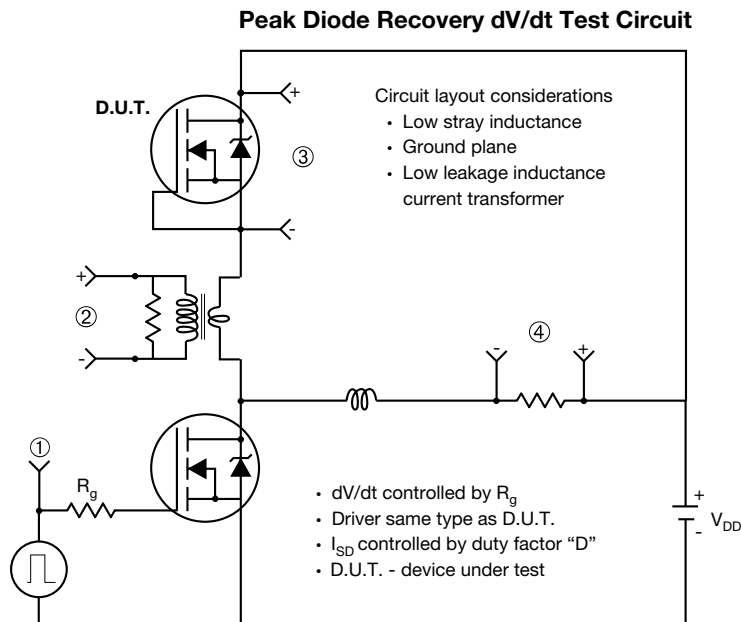 Peak Diode Recovery dV/dt Test Circuit
D.U.T.
+
Circuit layout considerations
• Low stray inductance
• Ground plane
• Low leakage inductance
current transformer
③
-
+
②
-
-
④
+
①
Rg
• dV/dt controlled by Rg
• Driver same type as D.U.T.
• ISD controlled by duty factor “D”
• D.U.T. - device under test
+
VDD
-